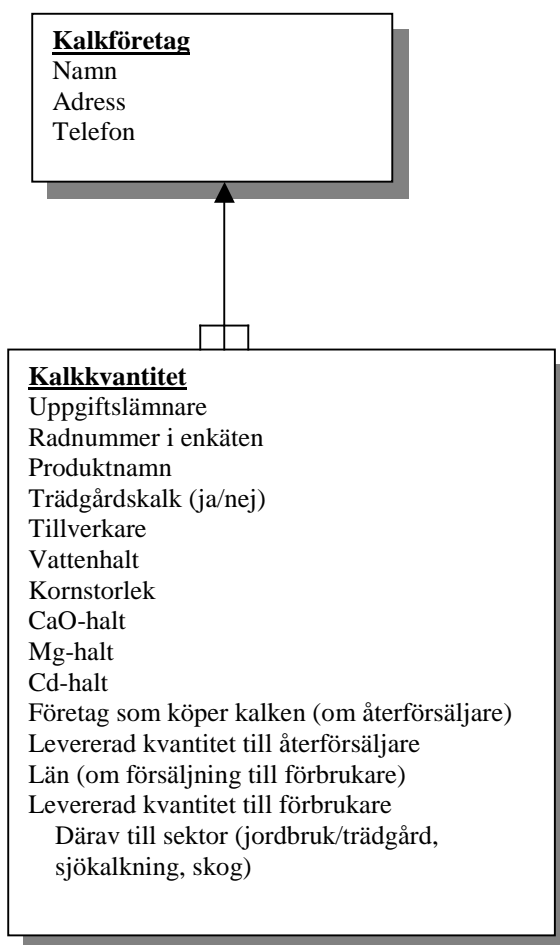 Kalkföretag
Namn
Adress
Telefon
Kalkkvantitet
Uppgiftslämnare
Radnummer i enkäten
Produktnamn
Trädgårdskalk (ja/nej)
Tillverkare
Vattenhalt
Kornstorlek
CaO-halt
Mg-halt
Cd-halt
Företag som köper kalken (om återförsäljare)
Levererad kvantitet till återförsäljare
Län (om försäljning till förbrukare)
Levererad kvantitet till förbrukare
Därav till sektor (jordbruk/trädgård,
sjökalkning, skog)